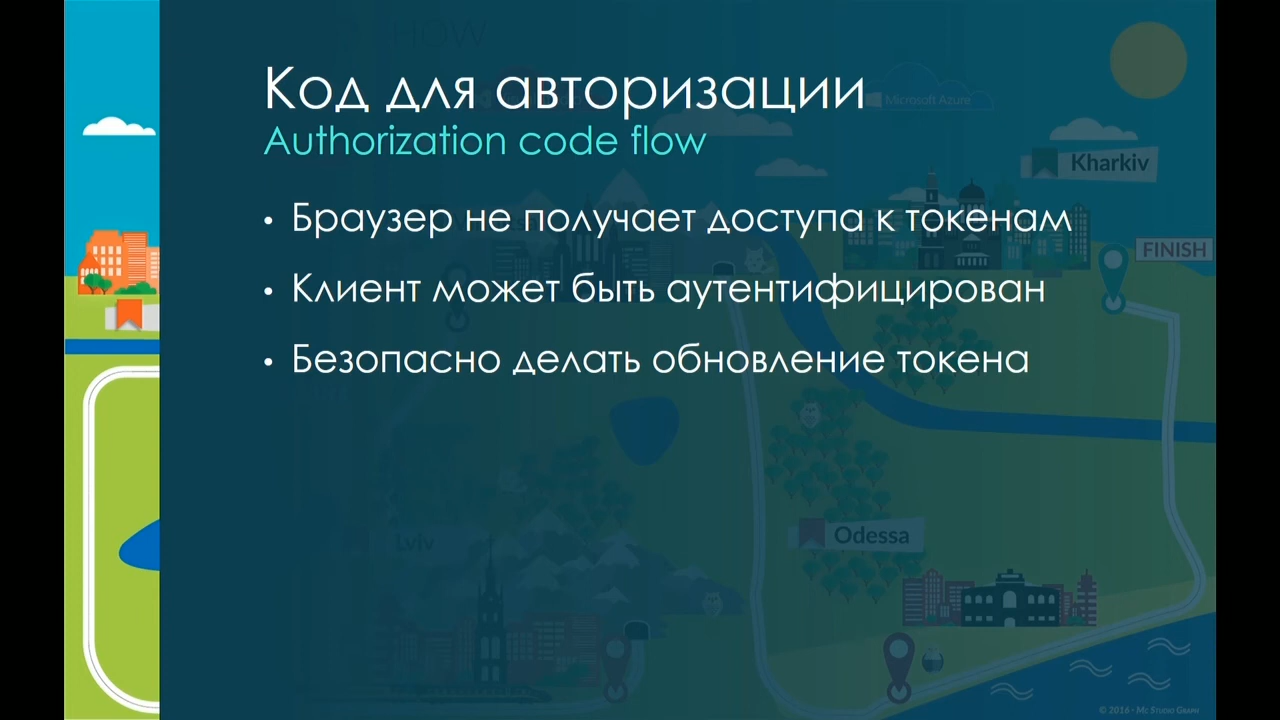 Код для авторизации
Authorization code flow
• Браузер не получает доступа к токенам
• Клиент может быть аутентифицирован
• Безопасно делать обновление токена
Microsoft Azure
Kharkiv
FINISH
Lviv
Odessa
© 2016 - Mc Studio Graph